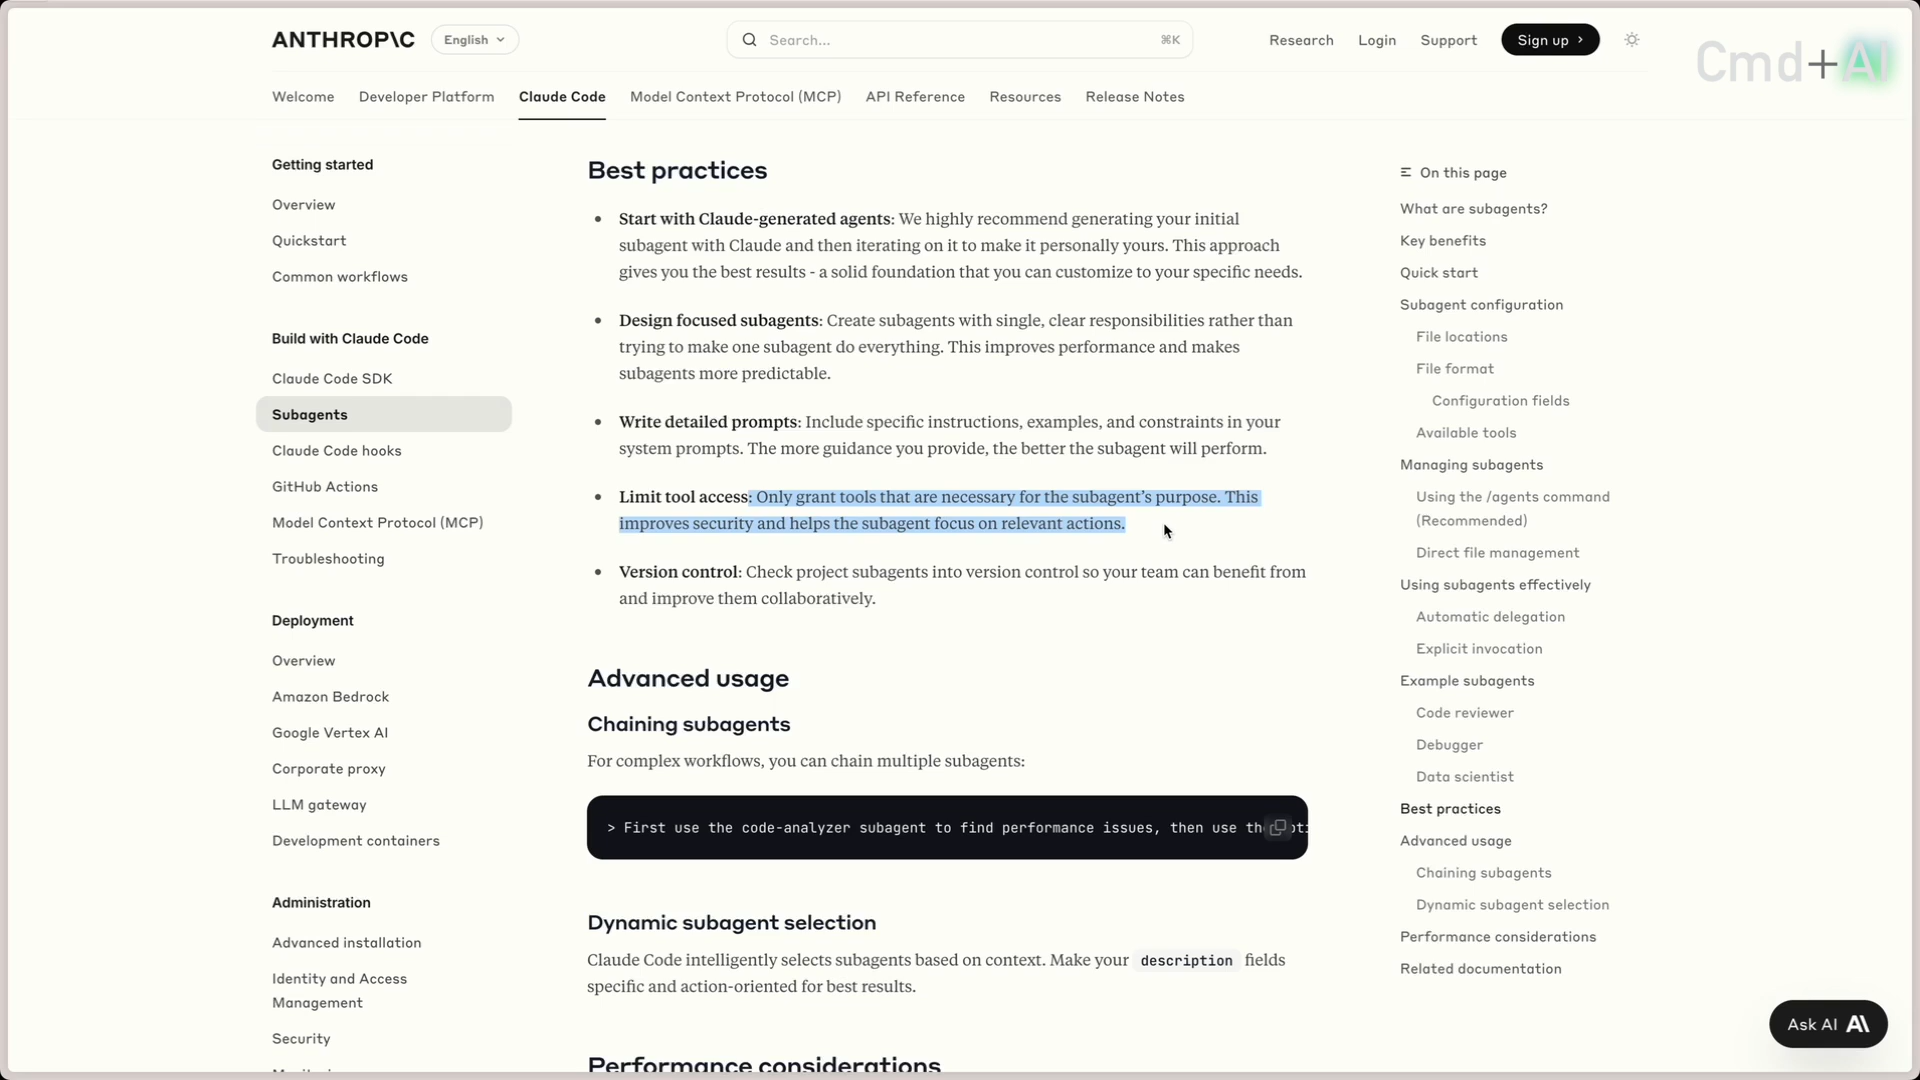 ANTHROP\C
English
Search...
⌘K
Research
Login
Support
Sign up
Cmd+AI
Welcome
Developer Platform
Claude Code
Model Context Protocol (MCP)
API Reference
Resources
Release Notes
Getting started
Overview
Quickstart
Common workflows
Build with Claude Code
Claude Code SDK
Subagents
Claude Code hooks
GitHub Actions
Model Context Protocol (MCP)
Troubleshooting
Deployment
Overview
Amazon Bedrock
Google Vertex AI
Corporate proxy
LLM gateway
Development containers
Administration
Advanced installation
Identity and Access
Management
Security
Best practices
Start with Claude-generated agents: We highly recommend generating your initial
subagent with Claude and then iterating on it to make it personally yours. This approach
gives you the best results - a solid foundation that you can customize to your specific needs.
Design focused subagents: Create subagents with single, clear responsibilities rather than
trying to make one subagent do everything. This improves performance and makes
subagents more predictable.
Write detailed prompts: Include specific instructions, examples, and constraints in your
system prompts. The more guidance you provide, the better the subagent will perform.
Limit tool access: Only grant tools that are necessary for the subagent's purpose. This
improves security and helps the subagent focus on relevant actions.
Version control: Check project subagents into version control so your team can benefit from
and improve them collaboratively.
Advanced usage
Chaining subagents
For complex workflows, you can chain multiple subagents:
> First use the code-analyzer subagent to find performance issues, then use
Dynamic subagent selection
Claude Code intelligently selects subagents based on context. Make your description fields
specific and action-oriented for best results.
Performance considerations
On this page
What are subagents?
Key benefits
Quick start
Subagent configuration
File locations
File format
Configuration fields
Available tools
Managing subagents
Using the /agents command
(Recommended)
Direct file management
Using subagents effectively
Automatic delegation
Explicit invocation
Example subagents
Code reviewer
Debugger
Data scientist
Best practices
Advanced usage
Chaining subagents
Dynamic subagent selection
Performance considerations
Related documentation
Ask AI